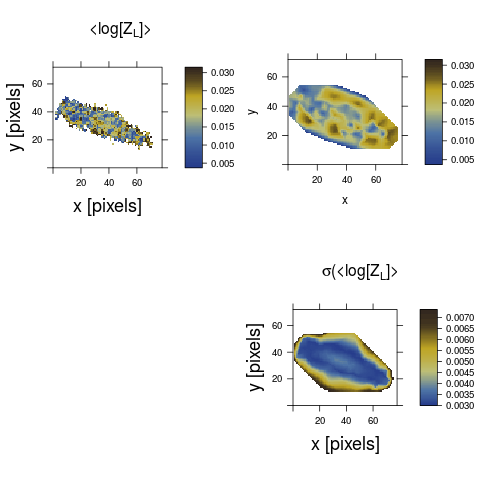 <log[Z_L]>
y [pixels]
60
40
20
20 40 60
x [pixels]
0.030
0.025
0.020
0.015
0.010
0.005
y
60
40
20
20 40 60
x
0.030
0.025
0.020
0.015
0.010
0.005
σ(<log[Z_L]>
y [pixels]
60
40
20
20 40 60
x [pixels]
0.0070
0.0065
0.0060
0.0055
0.0050
0.0045
0.0040
0.0035
0.0030